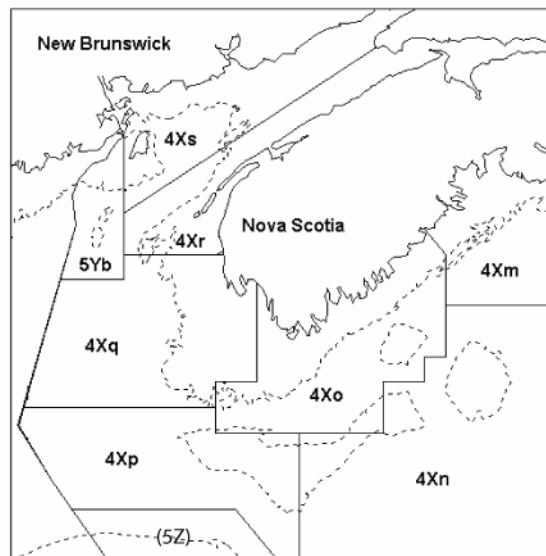 New Brunswick
4Xs
Nova Scotia
4Xr
5Yb
4Xm
4Xq
4Xo
4Xp
4Xn
(5Z)